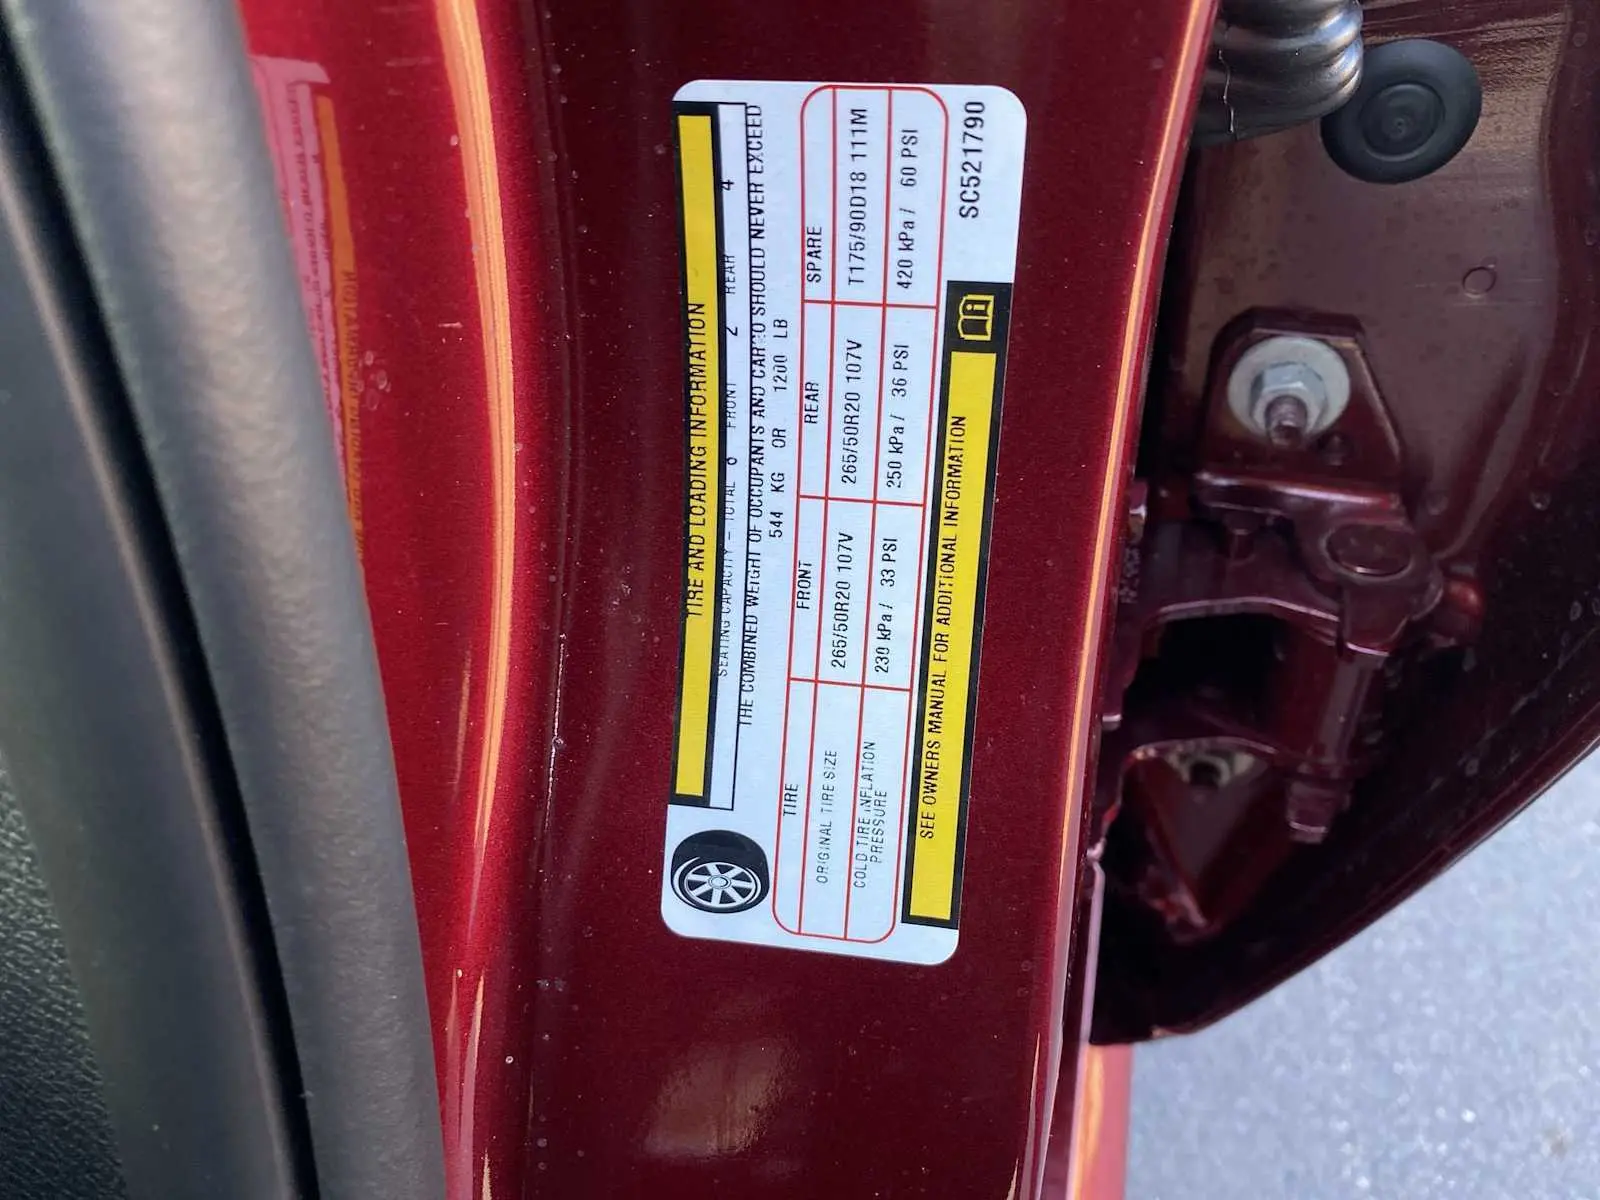 TIRE AND LOADING INFORMATION
SEATING CAPACITY – TOTAL 6 FRONT 2 REAR 4
THE COMBINED WEIGHT OF OCCUPANTS AND CARGO SHOULD NEVER EXCEED
544 KG OR 1200 LB
TIRE FRONT REAR SPARE
ORIGINAL TIRE SIZE 265/50R20 107V 265/50R20 107V T175/90D18 111M
COLD TIRE INFLATION PRESSURE 230 kPa/ 33 PSI 250 kPa/ 36 PSI 420 kPa/ 60 PSI
SEE OWNERS MANUAL FOR ADDITIONAL INFORMATION
SC521790